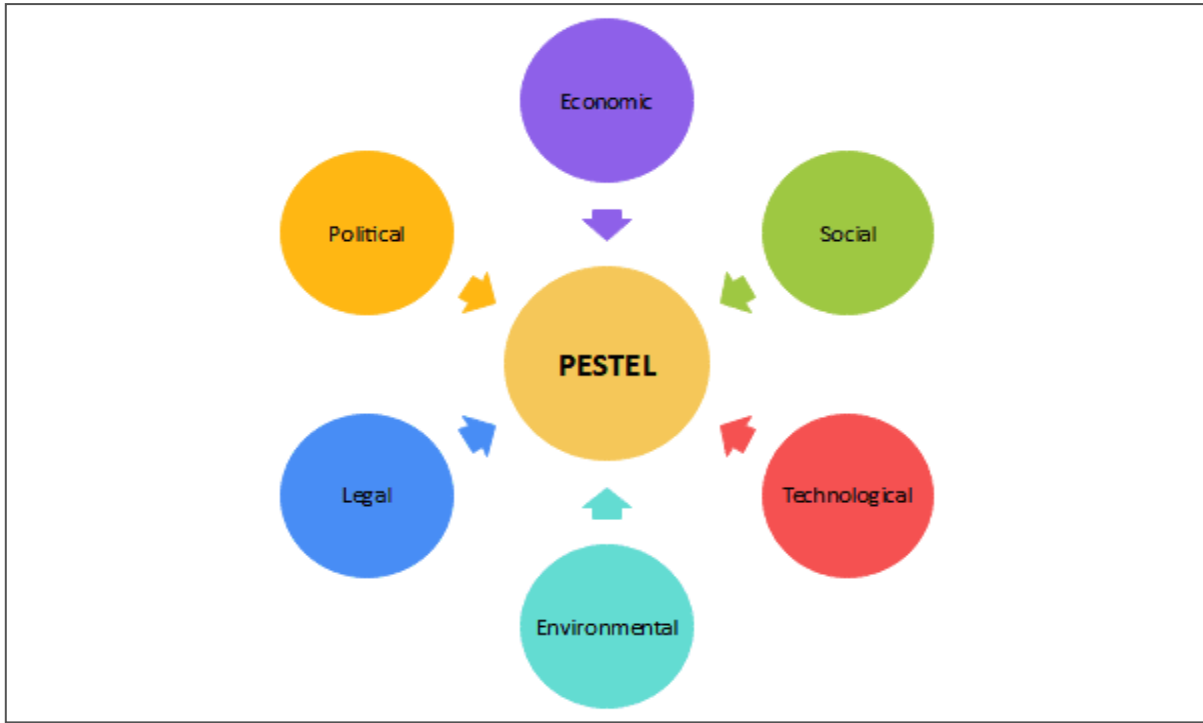 Economic
Political
Social
PESTEL
Legal
Technological
Environmental